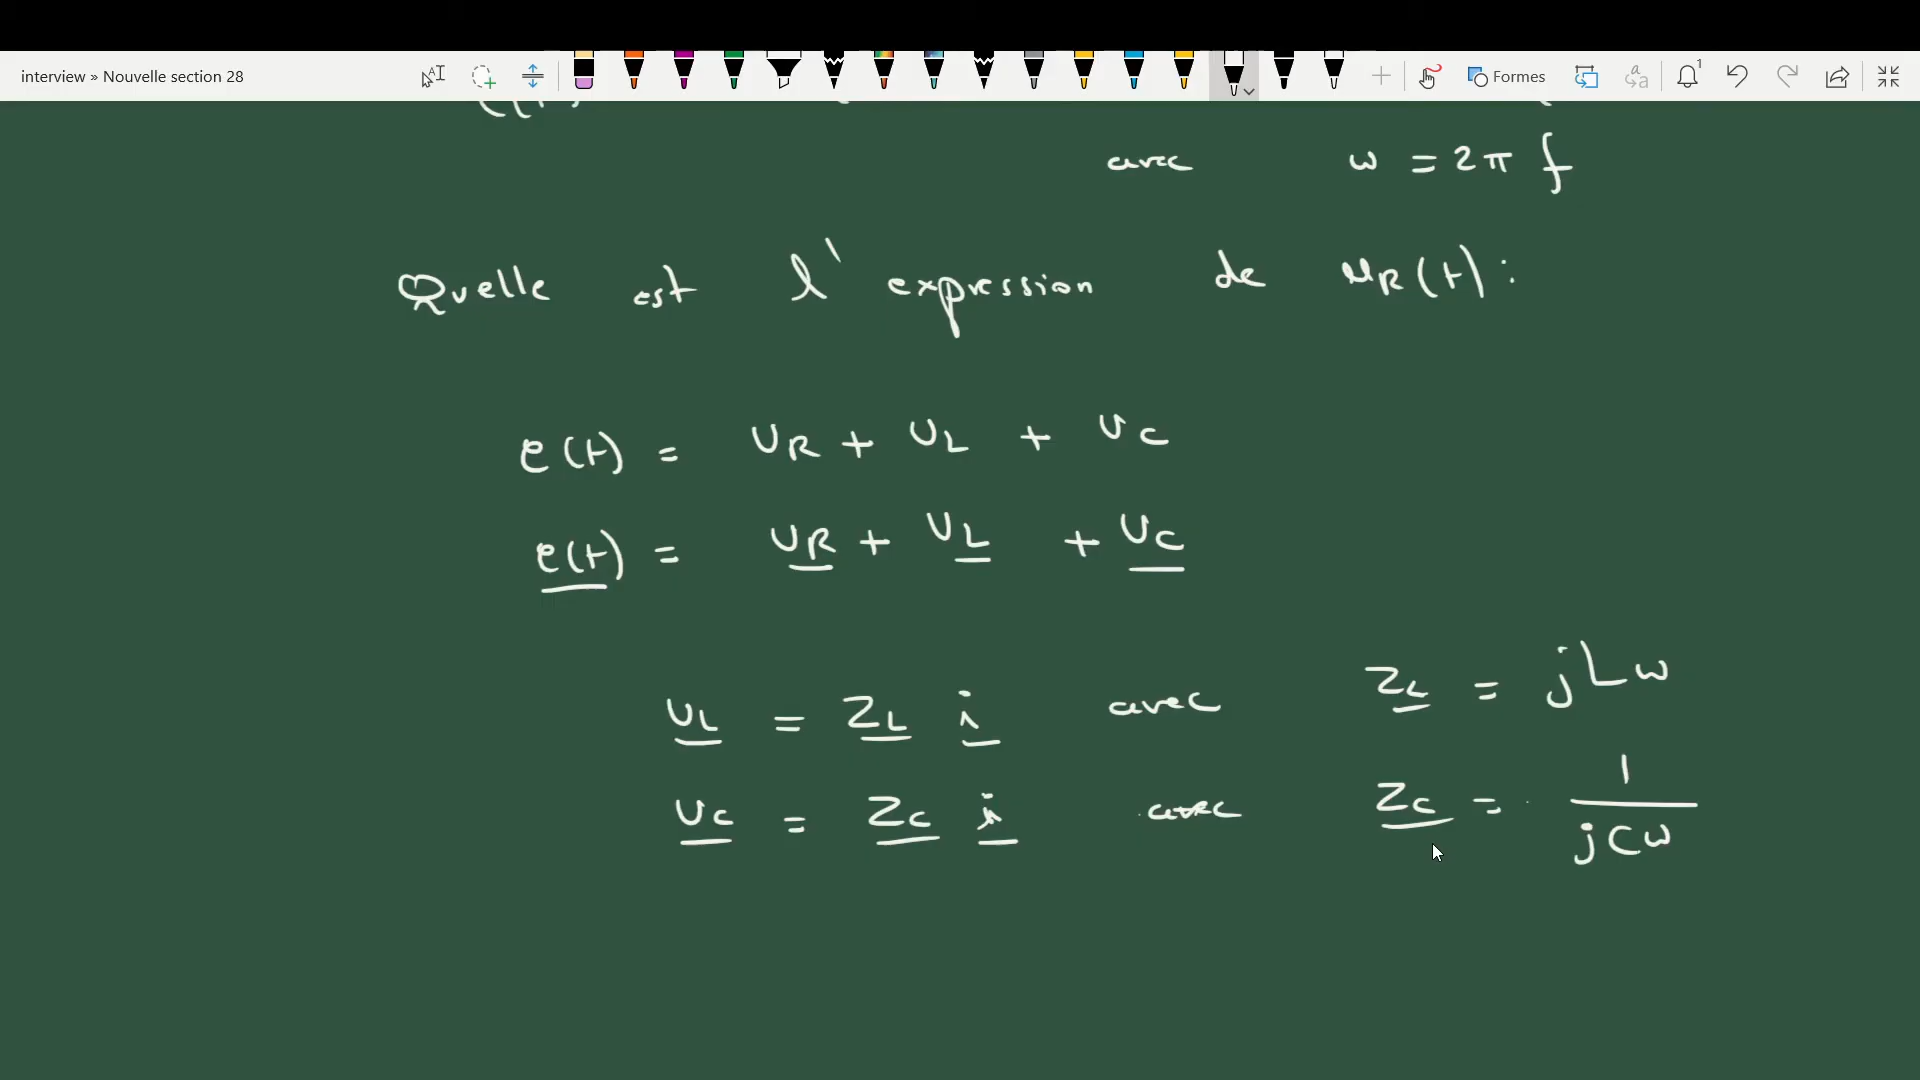 interview » Nouvelle section 28
Formes
1
avec ω = 2π f
Quelle est l'expression de uR(t) :
e(t) = UR + UL + UC
e(t) = UR + UL + UC
UL = ZL i avec ZL = jLω
UC = ZC i avec ZC = 1/jCω